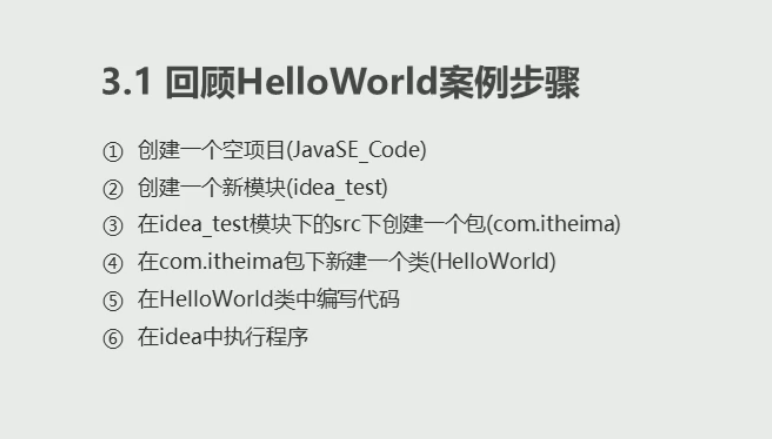 3.1 回顾HelloWorld案例步骤
① 创建一个空项目(JavaSE_Code)
② 创建一个新模块(idea_test)
③ 在idea_test模块下的src下创建一个包(com.itheima)
④ 在com.itheima包下新建一个类(HelloWorld)
⑤ 在HelloWorld类中编写代码
⑥ 在idea中执行程序